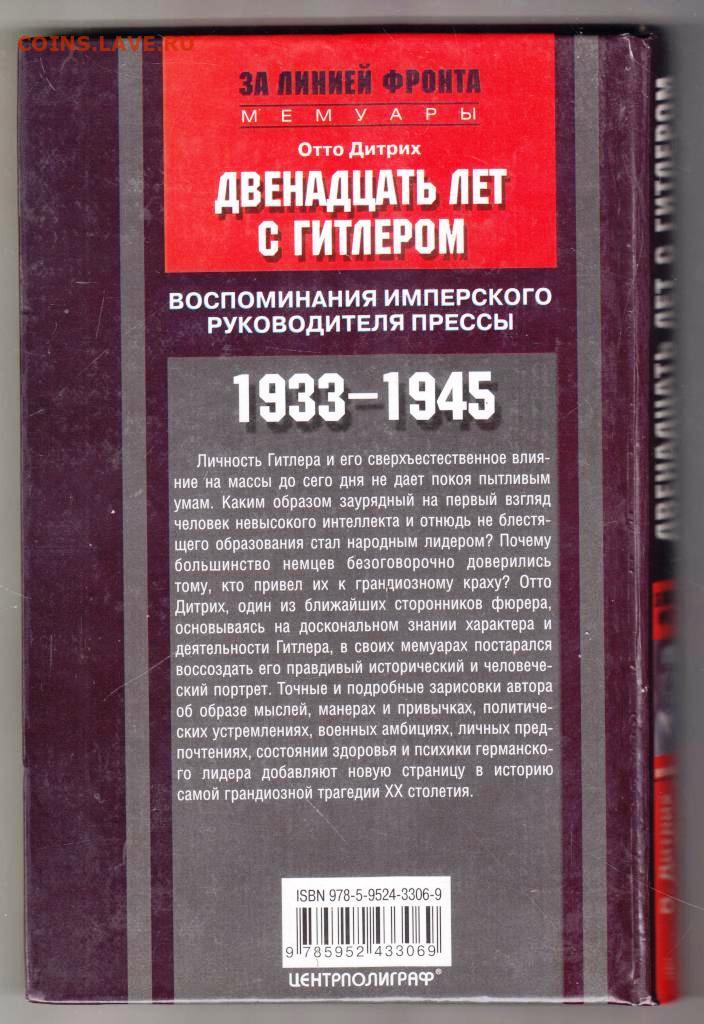 COINS.LAVE.RU
ЗА ЛИНИЕЙ ФРОНТА
МЕМУАРЫ
Отто Дитрих
ДВЕНАДЦАТЬ ЛЕТ
С ГИТЛЕРОМ
ВОСПОМИНАНИЯ ИМПЕРСКОГО
РУКОВОДИТЕЛЯ ПРЕССЫ
1933–1945
Личность Гитлера и его сверхъестественное влия-
ние на массы до сего дня не дает покоя пытливым
умам. Каким образом заурядный на первый взгляд
человек невысокого интеллекта и отнюдь не блестя-
щего образования стал народным лидером? Почему
большинство немцев безоговорочно доверились
тому, кто привел их к грандиозному краху? Отто
Дитрих, один из ближайших сторонников фюрера,
основываясь на доскональном знании характера и
деятельности Гитлера, в своих мемуарах постарался
воссоздать его правдивый исторический и человече-
ский портрет. Точные и подробные зарисовки автора
об образе мыслей, манерах и привычках, политиче-
ских устремлениях, военных амбициях, личных пред-
почтениях, состоянии здоровья и психики германско-
го лидера добавляют новую страницу в историю
самой грандиозной трагедии XX столетия.
ISBN 978-5-9524-3306-9
9 785952 433069
ЦЕНТРПОЛИГРАФ®
ДВЕНАДЦАТЬ ЛЕТ С ГИТЛЕРОМ